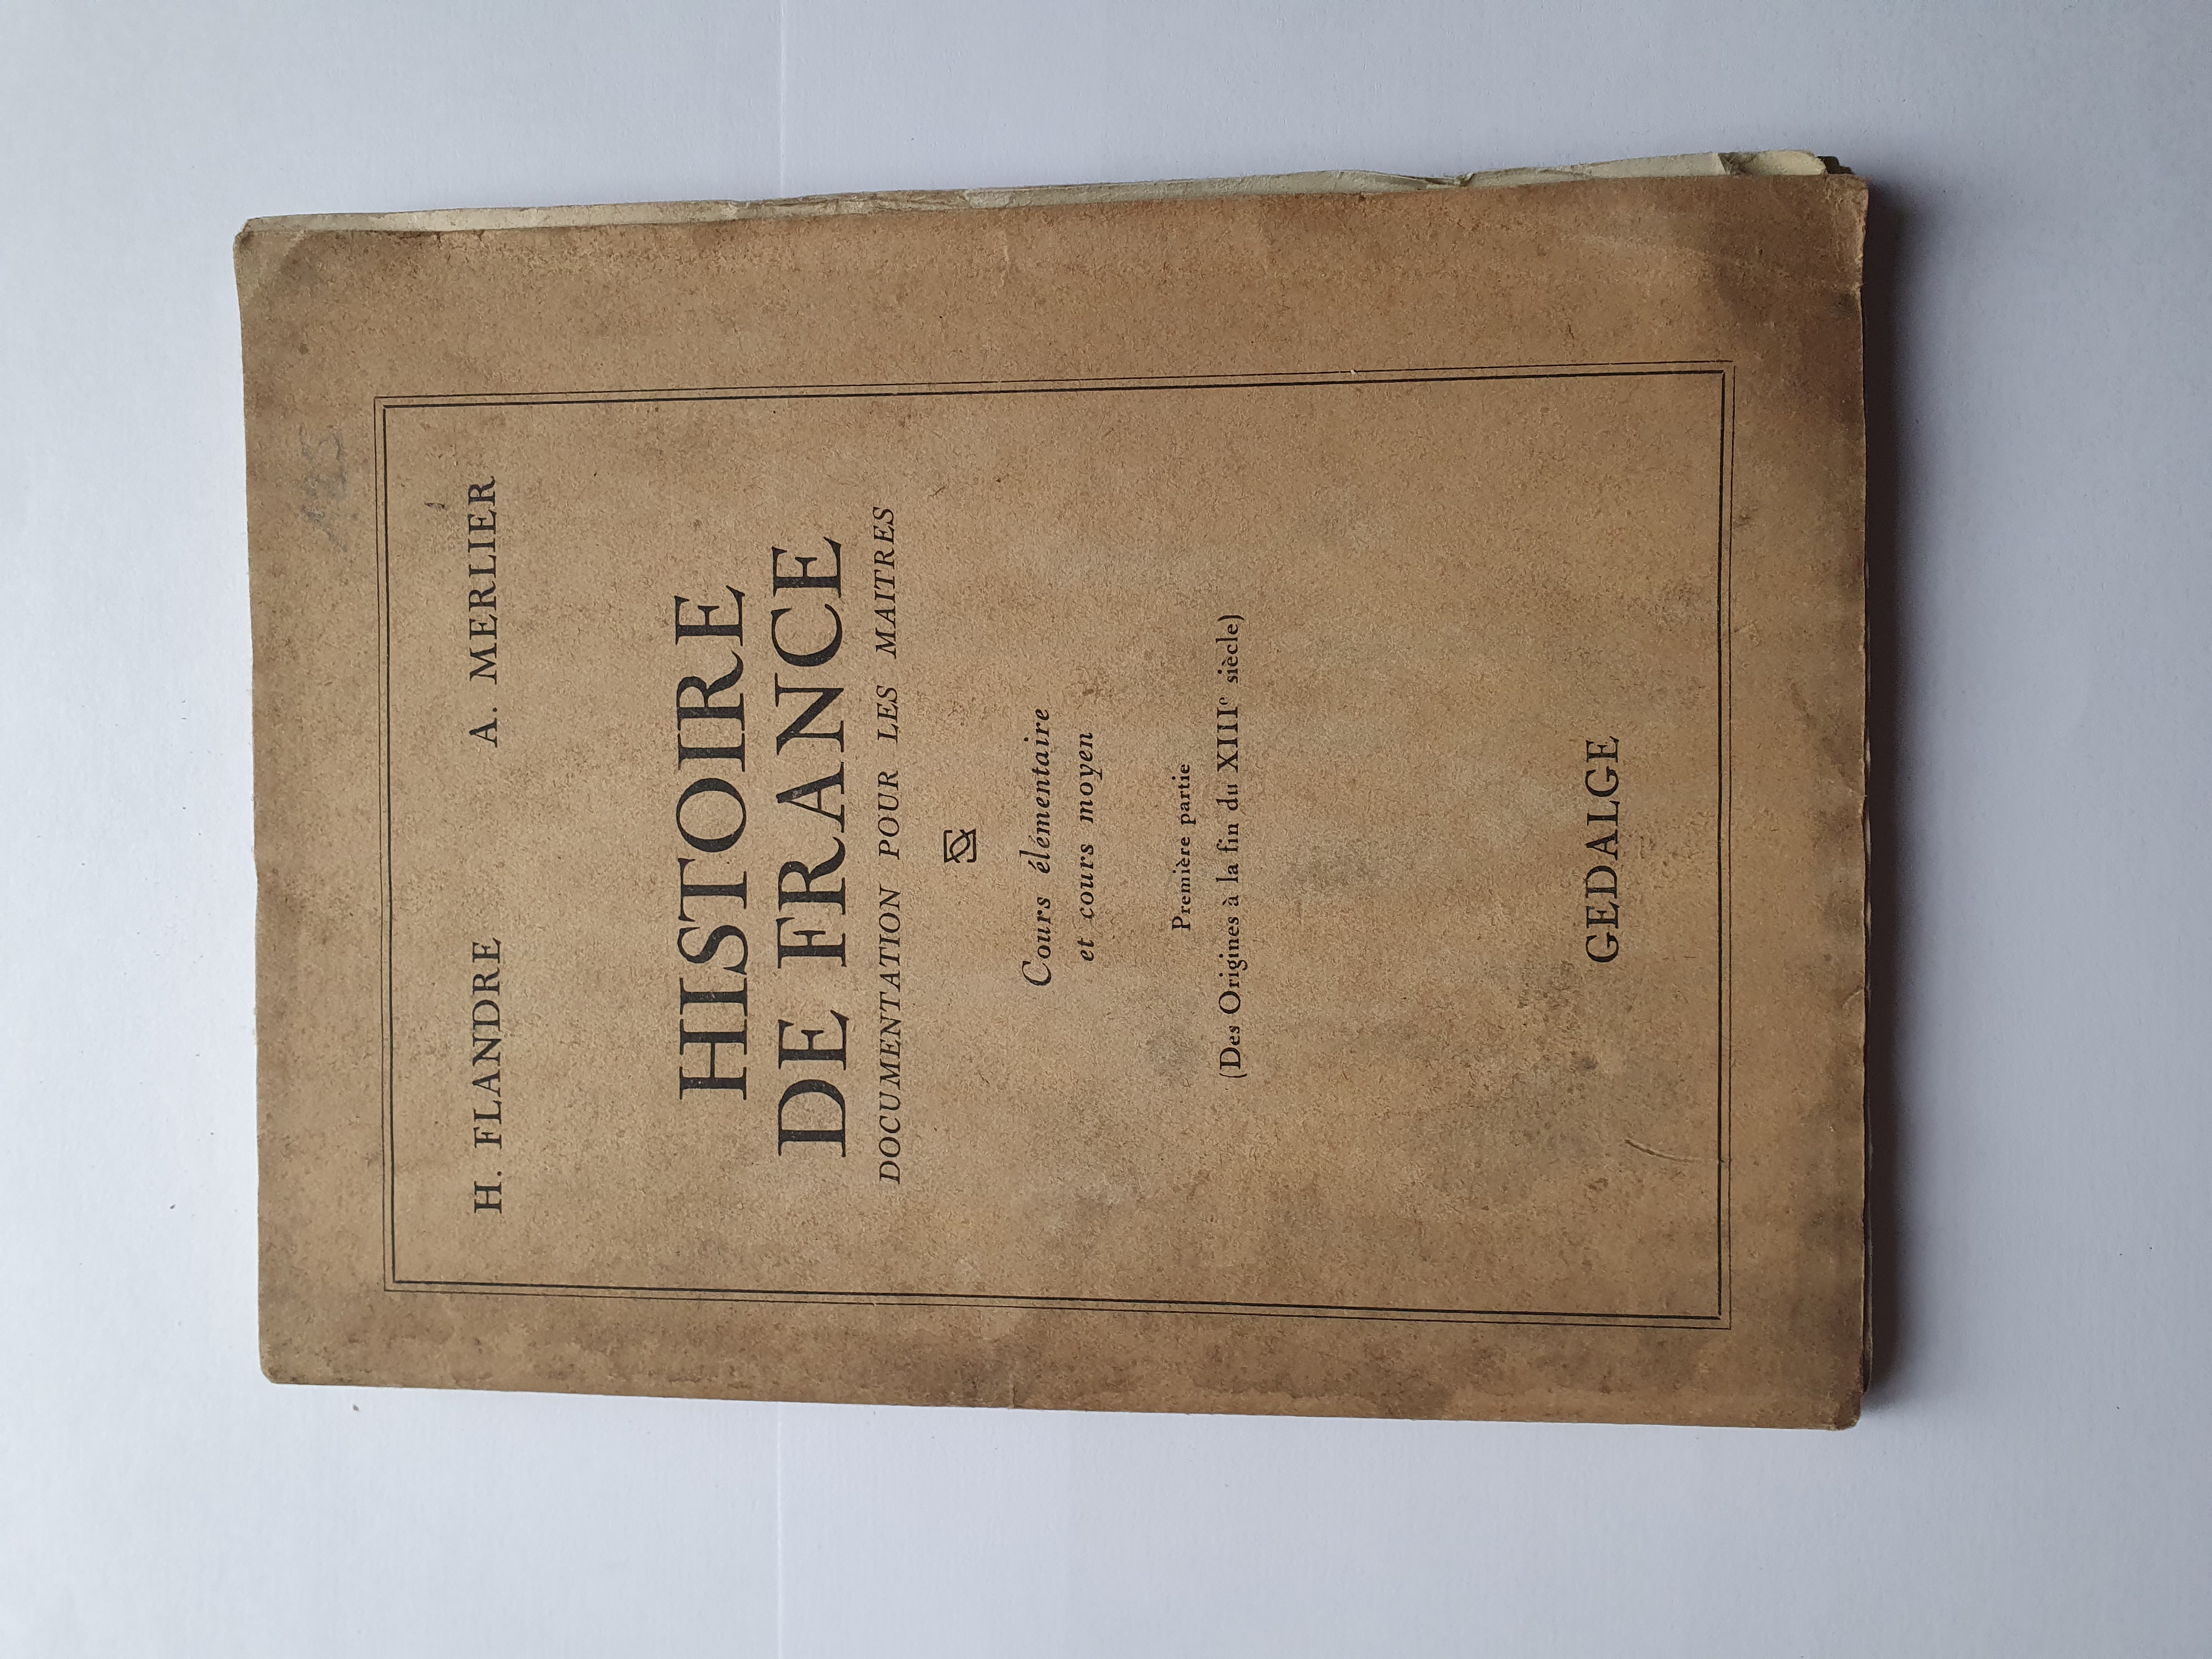 H. FLANDRE A. MERLIER
HISTOIRE
DE FRANCE
DOCUMENTATION POUR LES MAITRES
Cours élémentaire
et cours moyen
Première partie
(Des Origines à la fin du XIIIe siècle)
GEDALGE